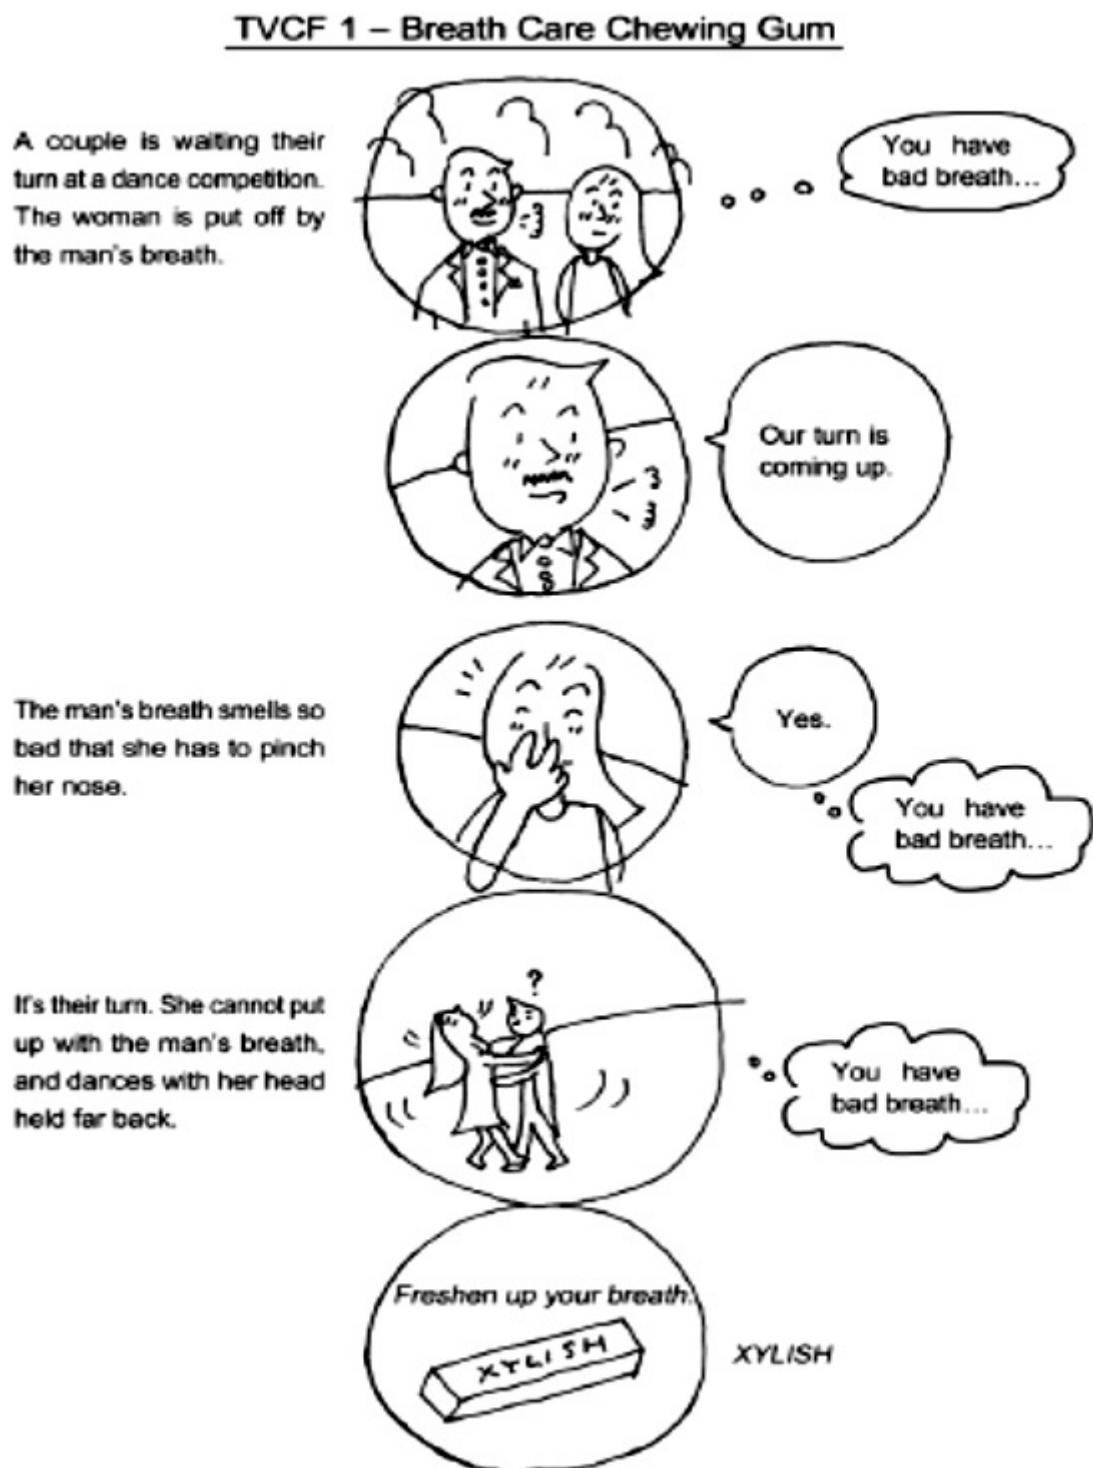 TVCF 1 – Breath Care Chewing Gum
A couple is waiting their
turn at a dance competition.
The woman is put off by
the man's breath.
You have
bad breath...
Our turn is
coming up.
The man's breath smells so
bad that she has to pinch
her nose.
Yes.
You have
bad breath...
It's their turn. She cannot put
up with the man's breath,
and dances with her head
held far back.
?
You have
bad breath...
Freshen up your breath.
XYLISH
XYLISH